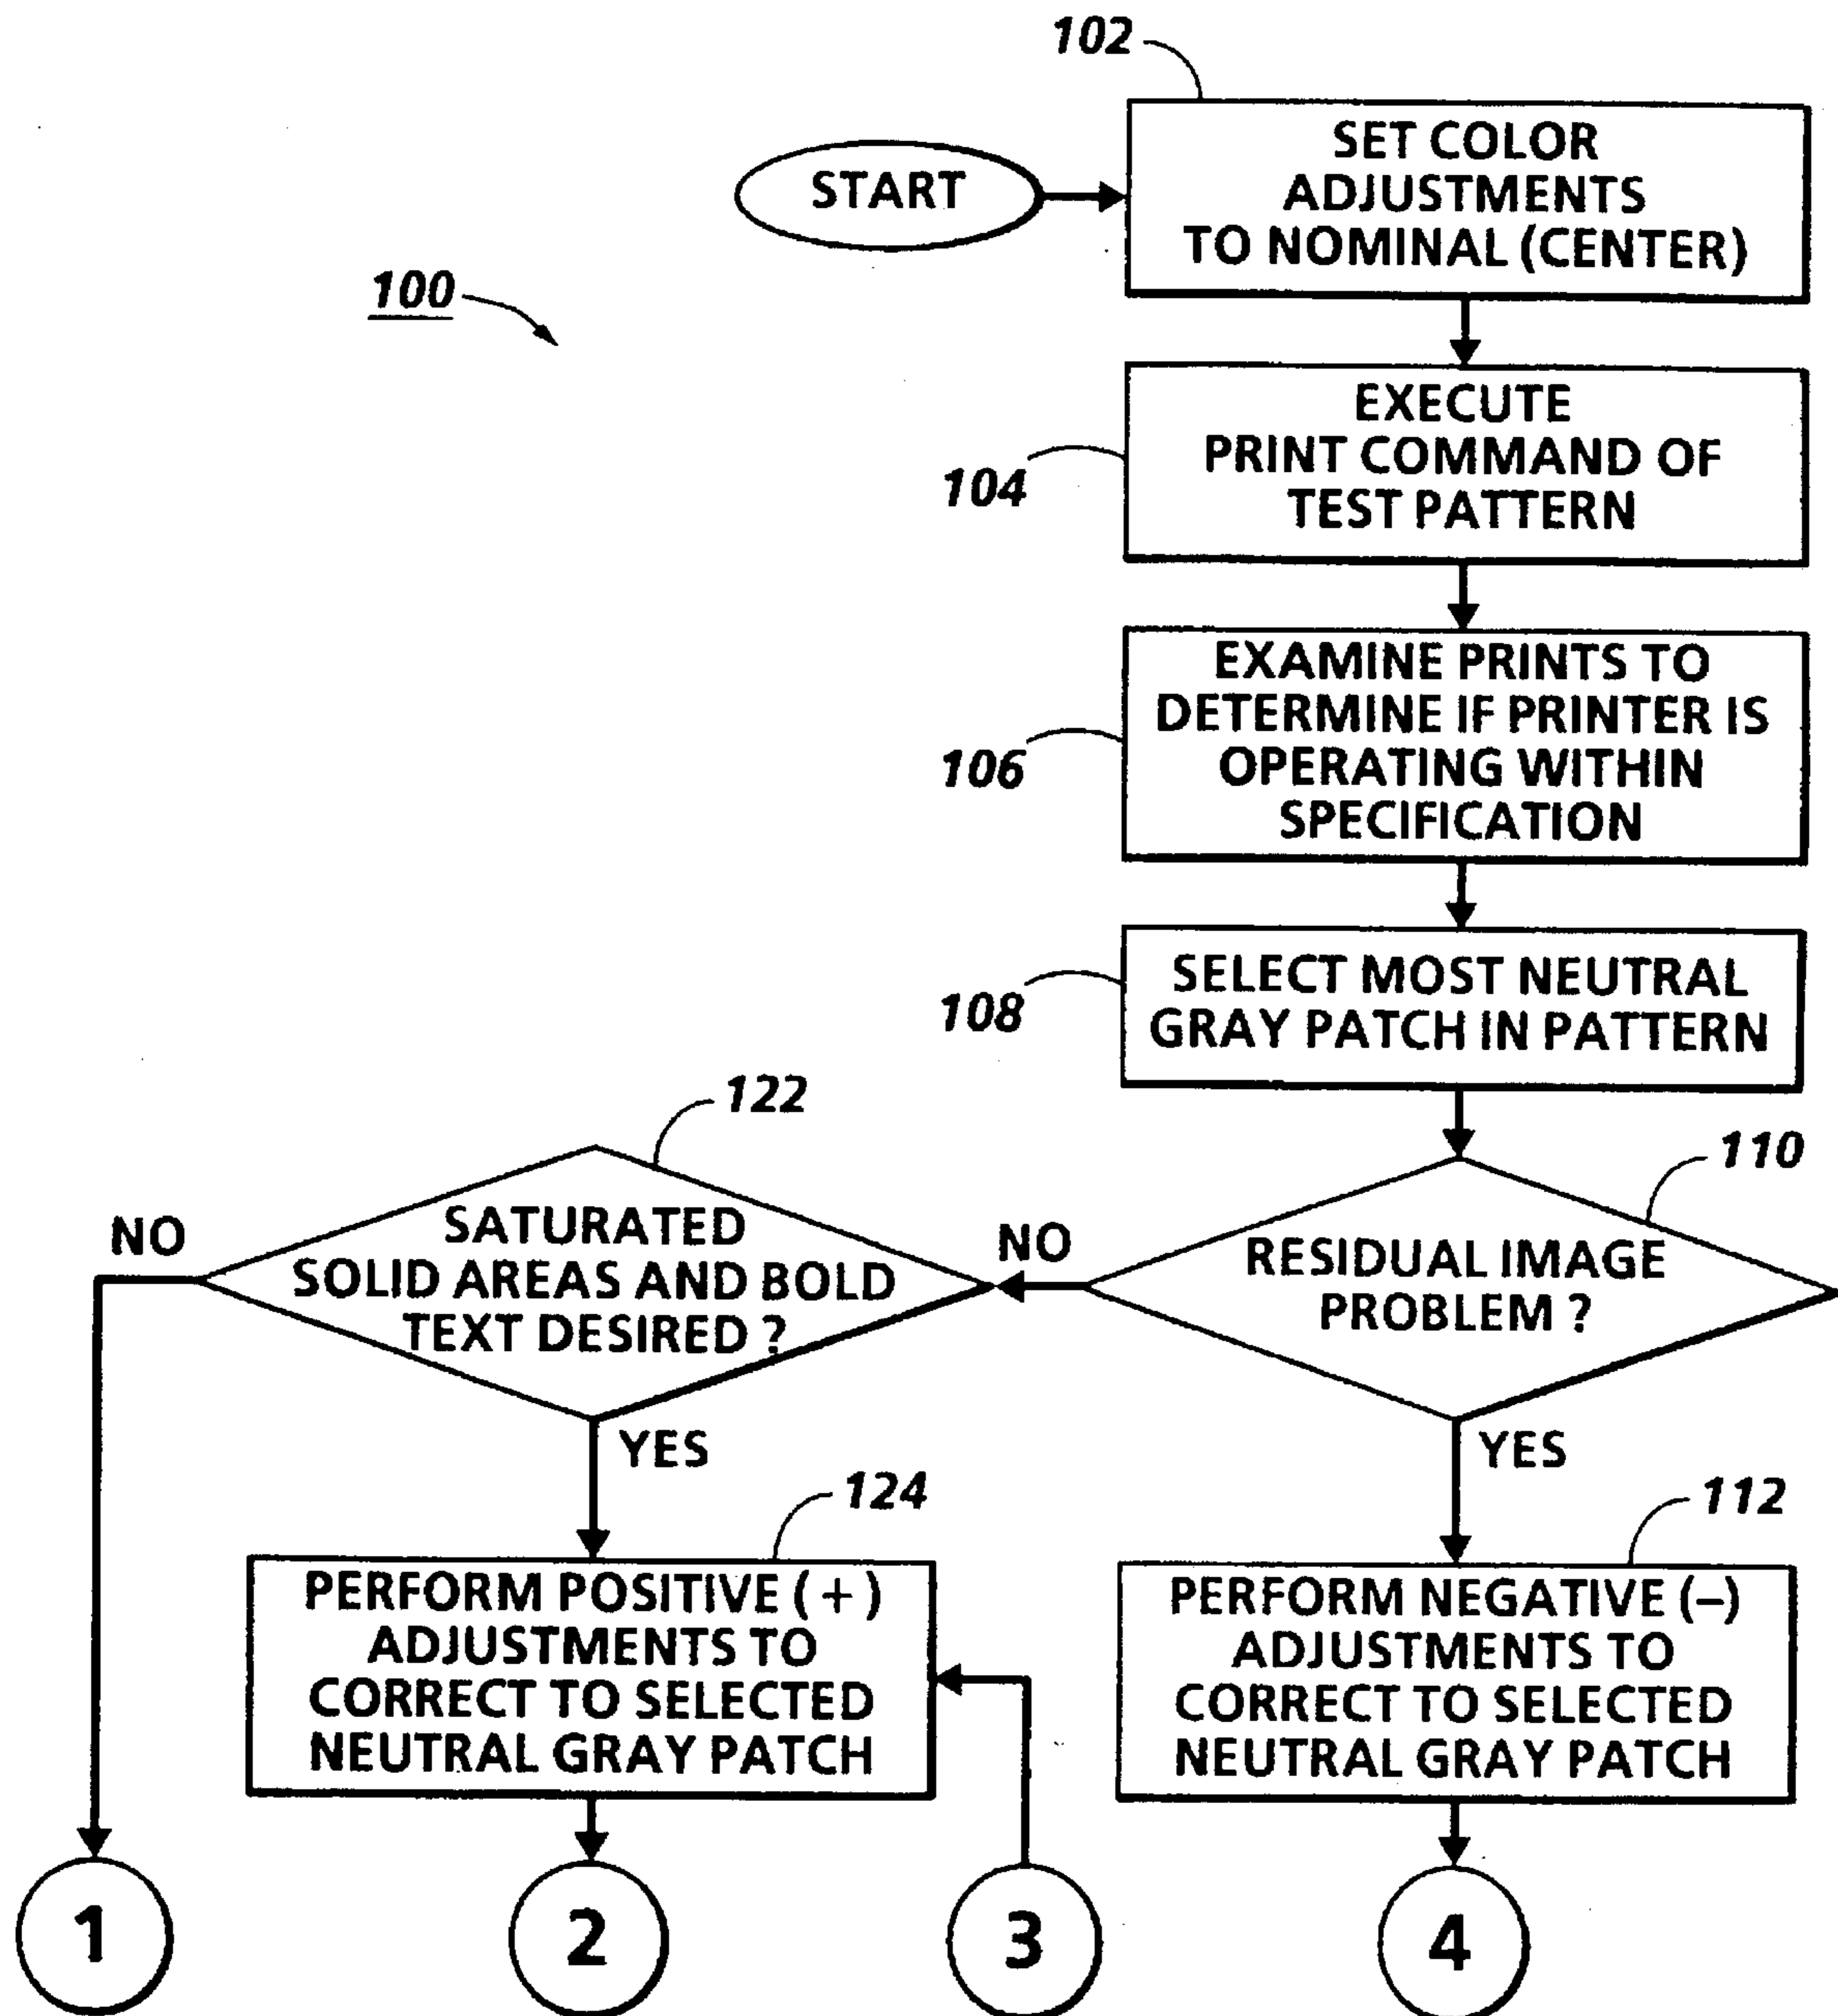 102
START
SET COLOR
ADJUSTMENTS
TO NOMINAL (CENTER)
100
EXECUTE
PRINT COMMAND OF
TEST PATTERN
104
EXAMINE PRINTS TO
DETERMINE IF PRINTER IS
OPERATING WITHIN
SPECIFICATION
106
SELECT MOST NEUTRAL
GRAY PATCH IN PATTERN
108
122
110
NO
SATURATED
SOLID AREAS AND BOLD
TEXT DESIRED ?
NO
RESIDUAL IMAGE
PROBLEM ?
YES
YES
124
112
PERFORM POSITIVE (+)
ADJUSTMENTS TO
CORRECT TO SELECTED
NEUTRAL GRAY PATCH
PERFORM NEGATIVE (–)
ADJUSTMENTS TO
CORRECT TO SELECTED
NEUTRAL GRAY PATCH
1
2
3
4